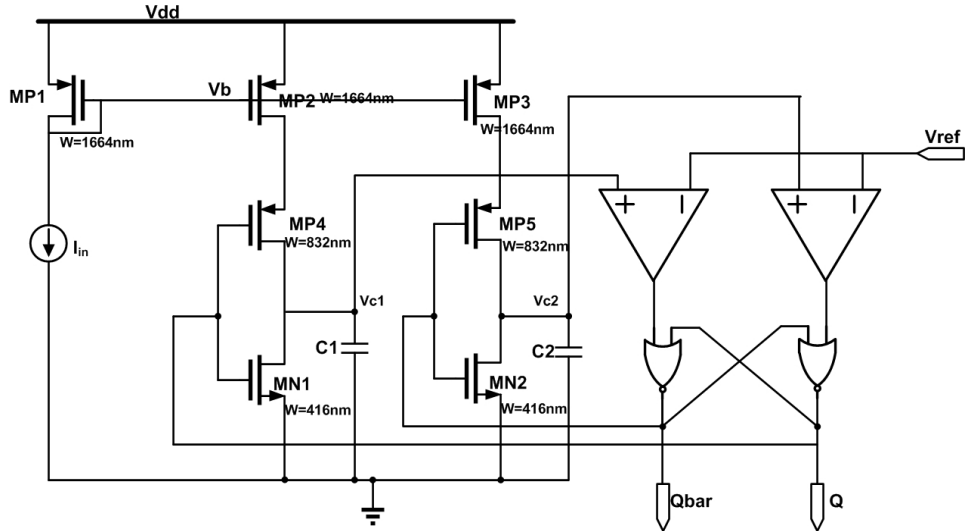 Vdd
MP1
Vb
MP2
W=1664nm
MP3
W=1664nm
W=1664nm
Vref
+
−
+
−
MP4
W=832nm
MP5
W=832nm
Iin
Vc1
Vc2
C1
C2
MN1
W=416nm
MN2
W=416nm
Qbar
Q